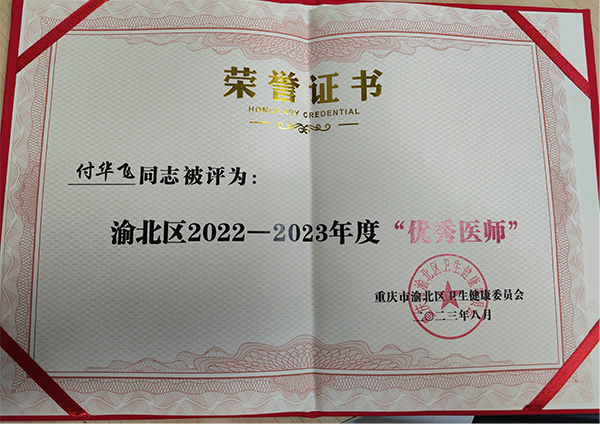 荣誉证书
HONORARY CREDENTIAL
付华飞同志被评为：
渝北区2022—2023年度“优秀医师”
重庆市渝北区卫生健康委员会
二〇二三年八月